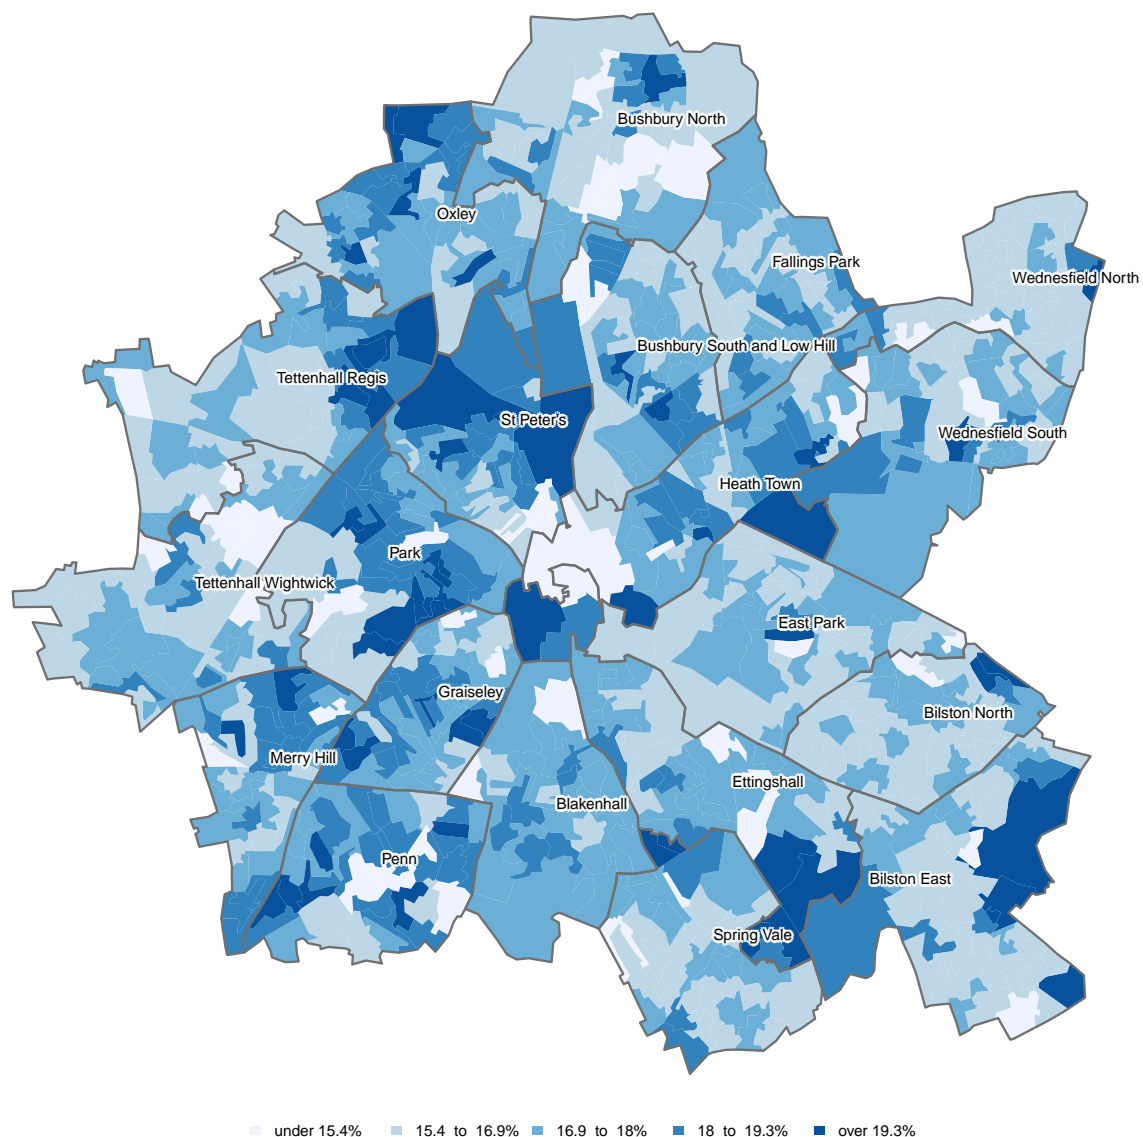 Bushbury North
Oxley
Fallings Park
Wednesfield North
Bushbury South and Low Hill
Tettenhall Regis
St Peter's
Wednesfield South
Heath Town
Park
Tettenhall Wightwick
East Park
Graiseley
Bilston North
Merry Hill
Ettingshall
Blakenhall
Penn
Bilston East
Spring Vale
under 15.4% 15.4 to 16.9% 16.9 to 18% 18 to 19.3% over 19.3%